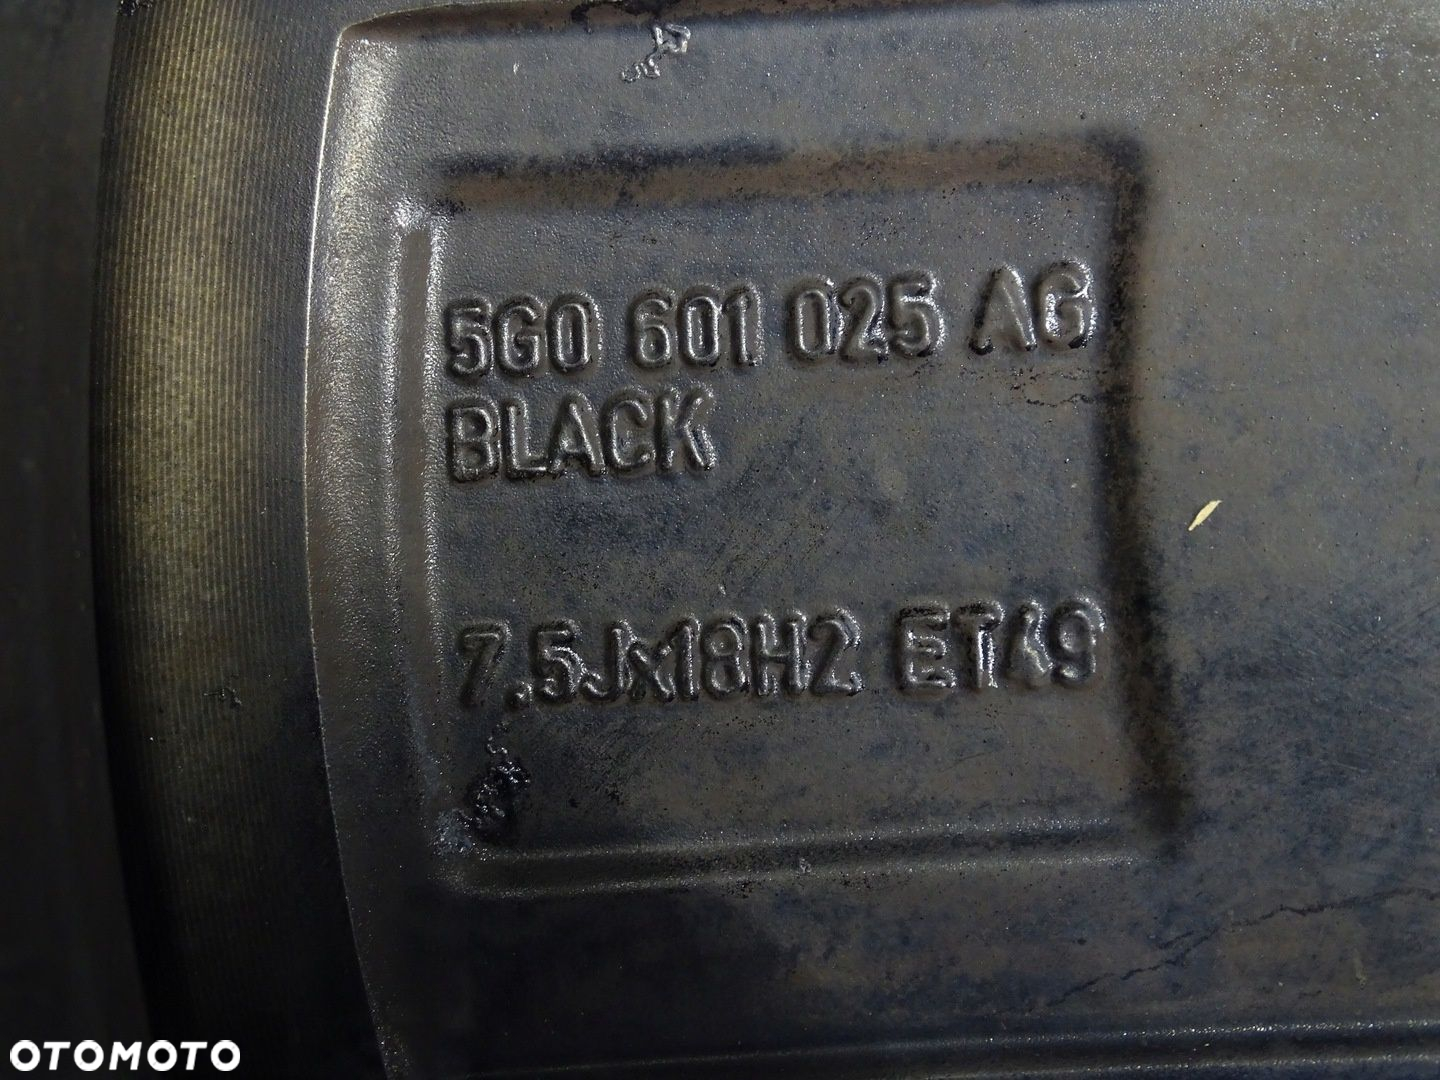 5G0 601 025 AG
BLACK
7.5Jx18H2 ET49
OTOMOTO